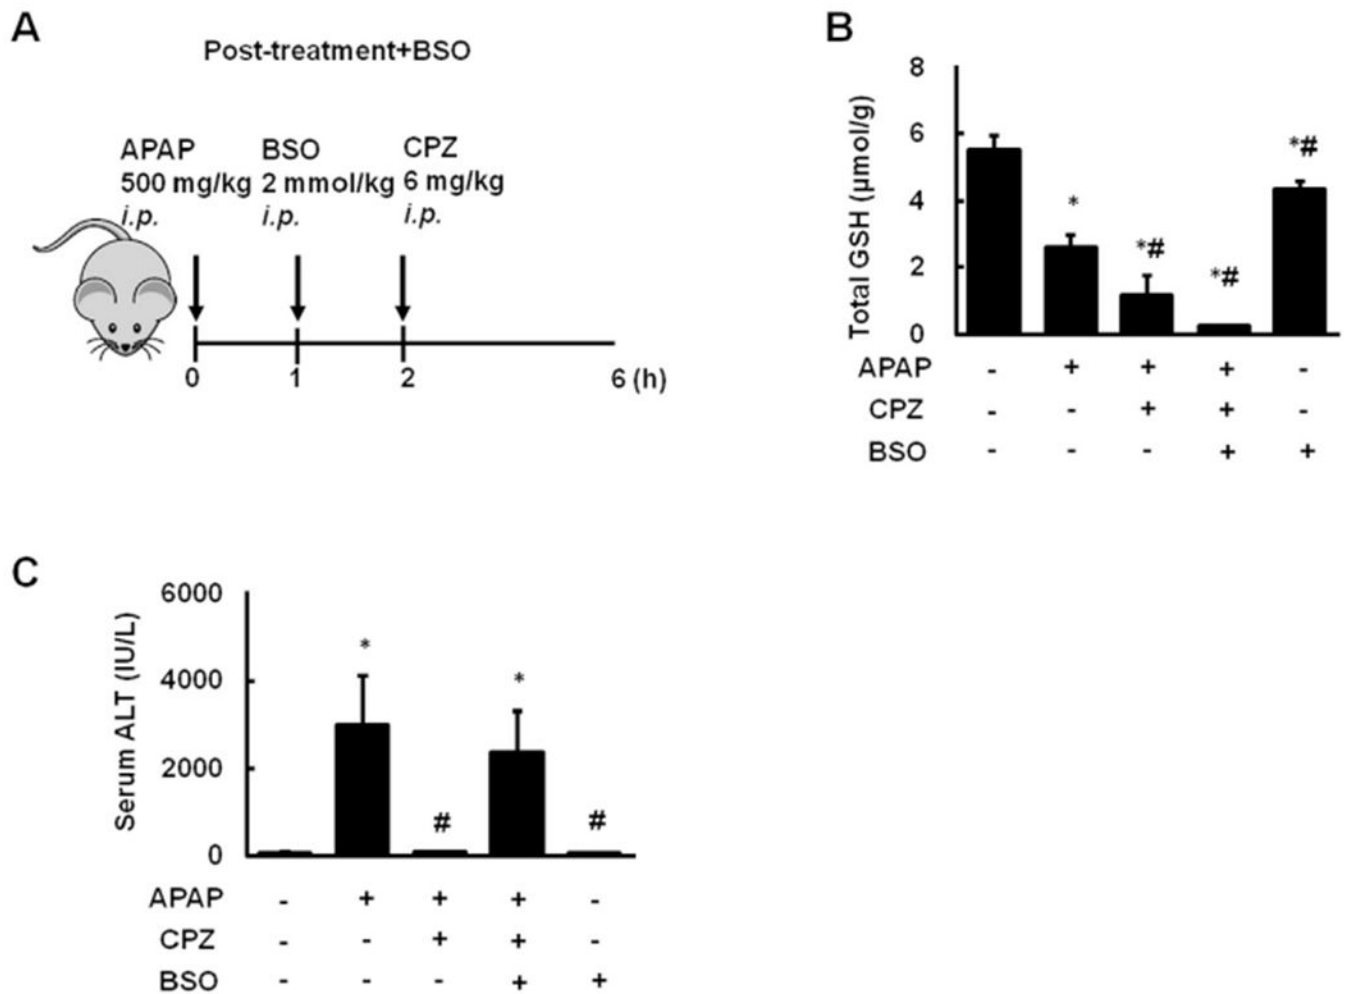 A
Post-treatment+BSO
APAP BSO CPZ
500 mg/kg 2 mmol/kg 6 mg/kg
i.p. i.p. i.p.
0 1 2 6 (h)
B
Total GSH (μmol/g)
8
6
4
2
0
* *# *# *#
APAP - + + + -
CPZ - - + + -
BSO - - - + +
C
Serum ALT (IU/L)
6000
4000
2000
0
* # * #
APAP - + + + -
CPZ - - + + -
BSO - - - + +